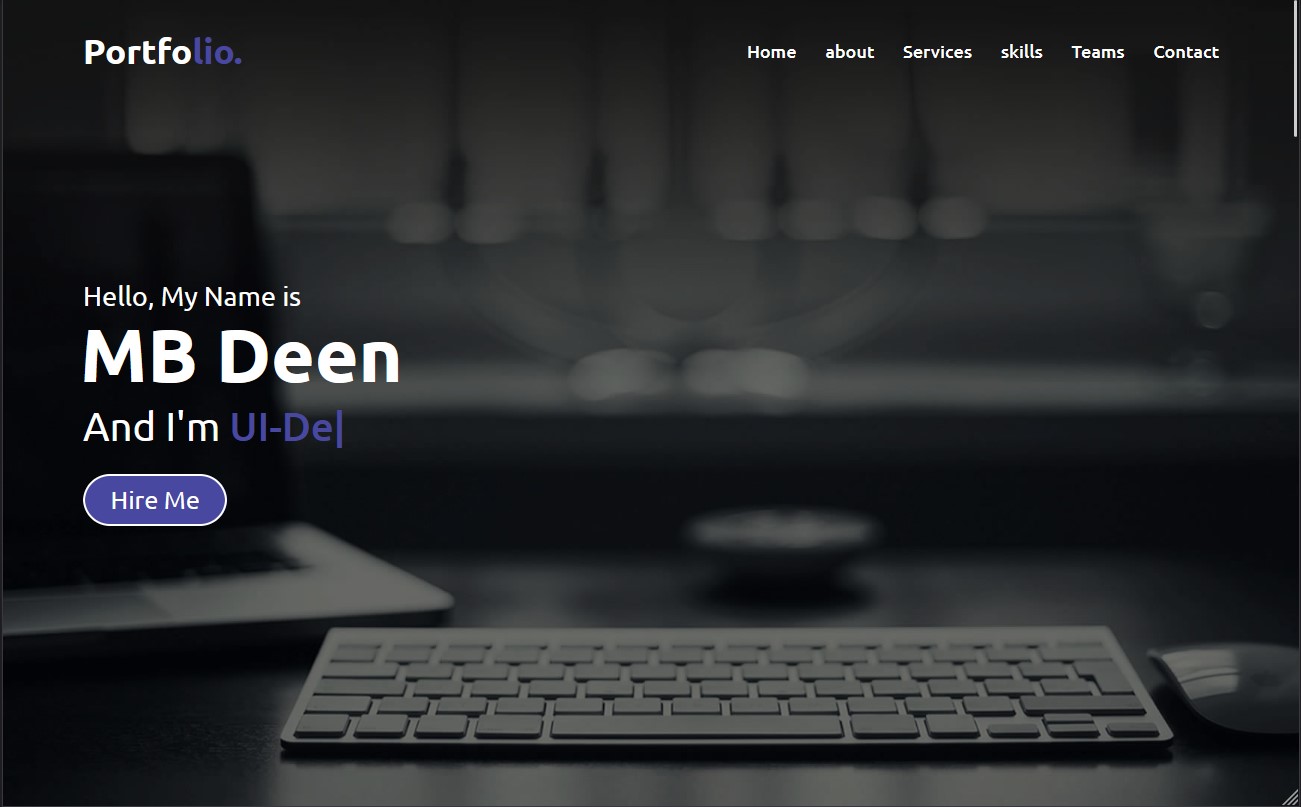 Portfolio.
Home about Services skills Teams Contact
Hello, My Name is
MB Deen
And I'm UI-De|
Hire Me